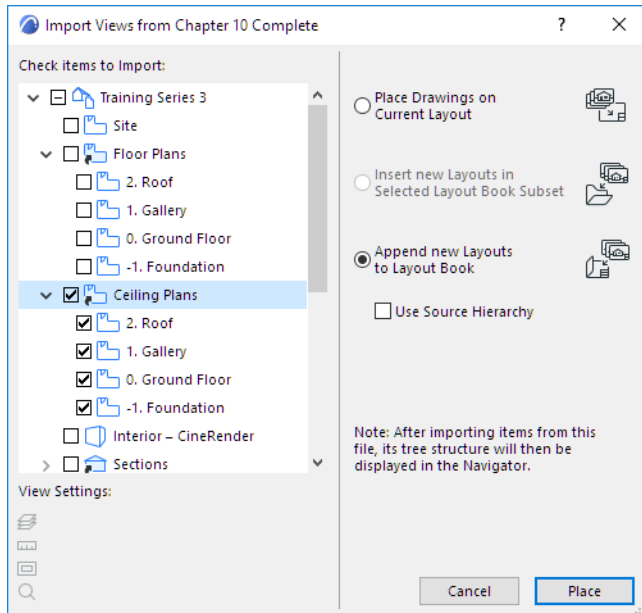 Import Views from Chapter 10 Complete
?
Check items to Import:
Training Series 3
Site
Floor Plans
2. Roof
1. Gallery
0. Ground Floor
-1. Foundation
Ceiling Plans
2. Roof
1. Gallery
0. Ground Floor
-1. Foundation
Interior – CineRender
Sections
View Settings:
Place Drawings on
Current Layout
Insert new Layouts in
Selected Layout Book Subset
Append new Layouts
to Layout Book
Use Source Hierarchy
Note: After importing items from this
file, its tree structure will then be
displayed in the Navigator.
Cancel
Place